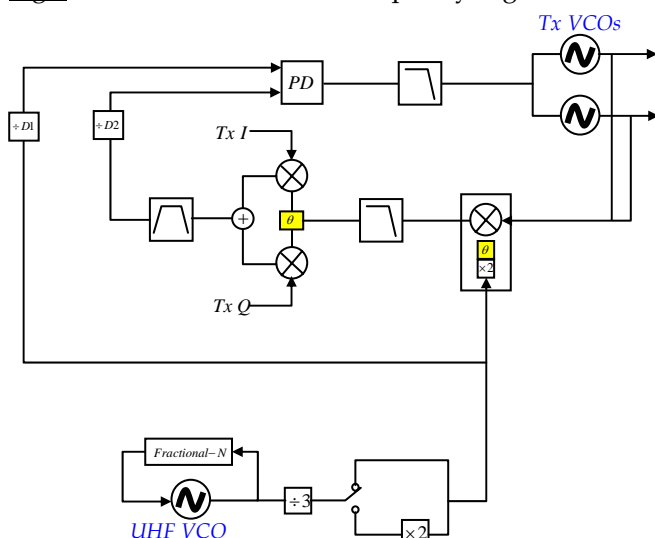 Tx VCOs
PD
÷D1
÷D2
Tx I
+
θ
θ
×2
Tx Q
Fractional–N
÷3
UHF VCO
×2